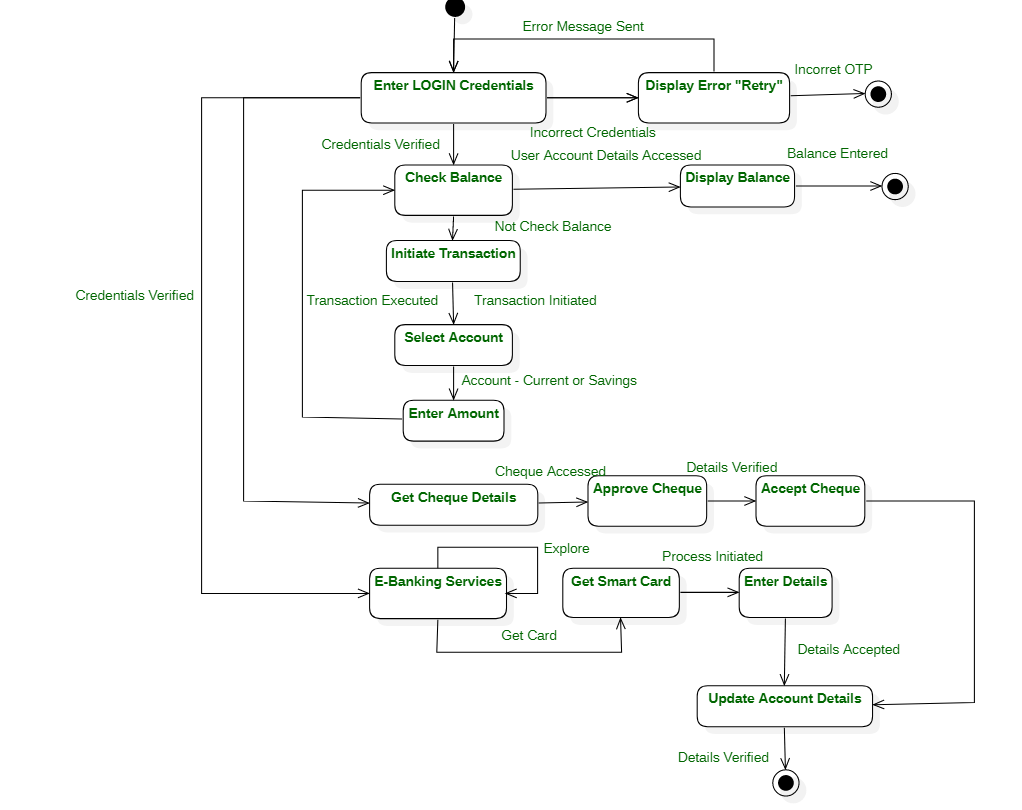 Error Message Sent
Incorret OTP
Enter LOGIN Credentials
Display Error "Retry"
Incorrect Credentials
Credentials Verified
User Account Details Accessed
Balance Entered
Check Balance
Display Balance
Not Check Balance
Initiate Transaction
Credentials Verified
Transaction Executed
Transaction Initiated
Select Account
Account - Current or Savings
Enter Amount
Cheque Accessed
Details Verified
Get Cheque Details
Approve Cheque
Accept Cheque
Explore
Process Initiated
E-Banking Services
Get Smart Card
Enter Details
Get Card
Details Accepted
Update Account Details
Details Verified